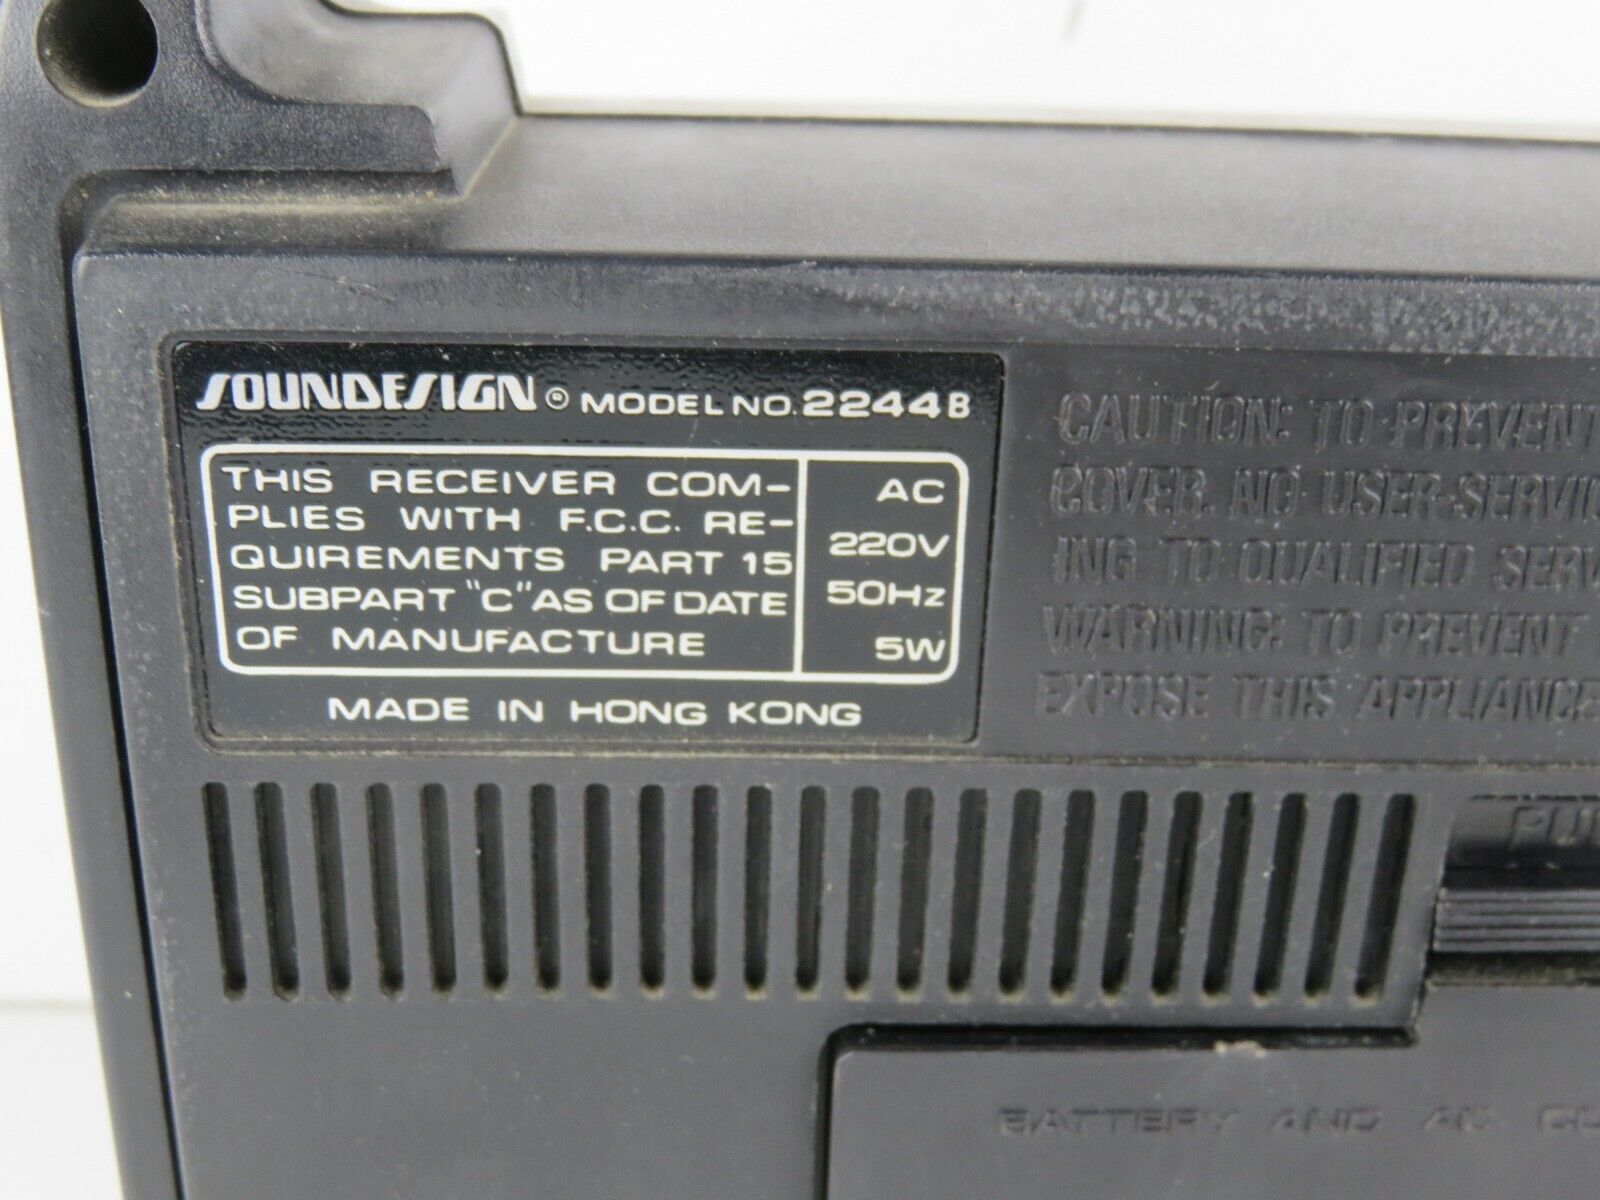 SOUNDESIGN ® MODEL NO. 2244B
THIS RECEIVER COM-
PLIES WITH F.C.C. RE-
QUIREMENTS PART 15
SUBPART "C" AS OF DATE
OF MANUFACTURE
AC
220V
50Hz
5W
MADE IN HONG KONG
CAUTION: TO PREVENT
COVER. NO USER-SERVIC
ING TO QUALIFIED SERV
WARNING: TO PREVENT
EXPOSE THIS APPLIANCE
PU
BATTERY AND AC